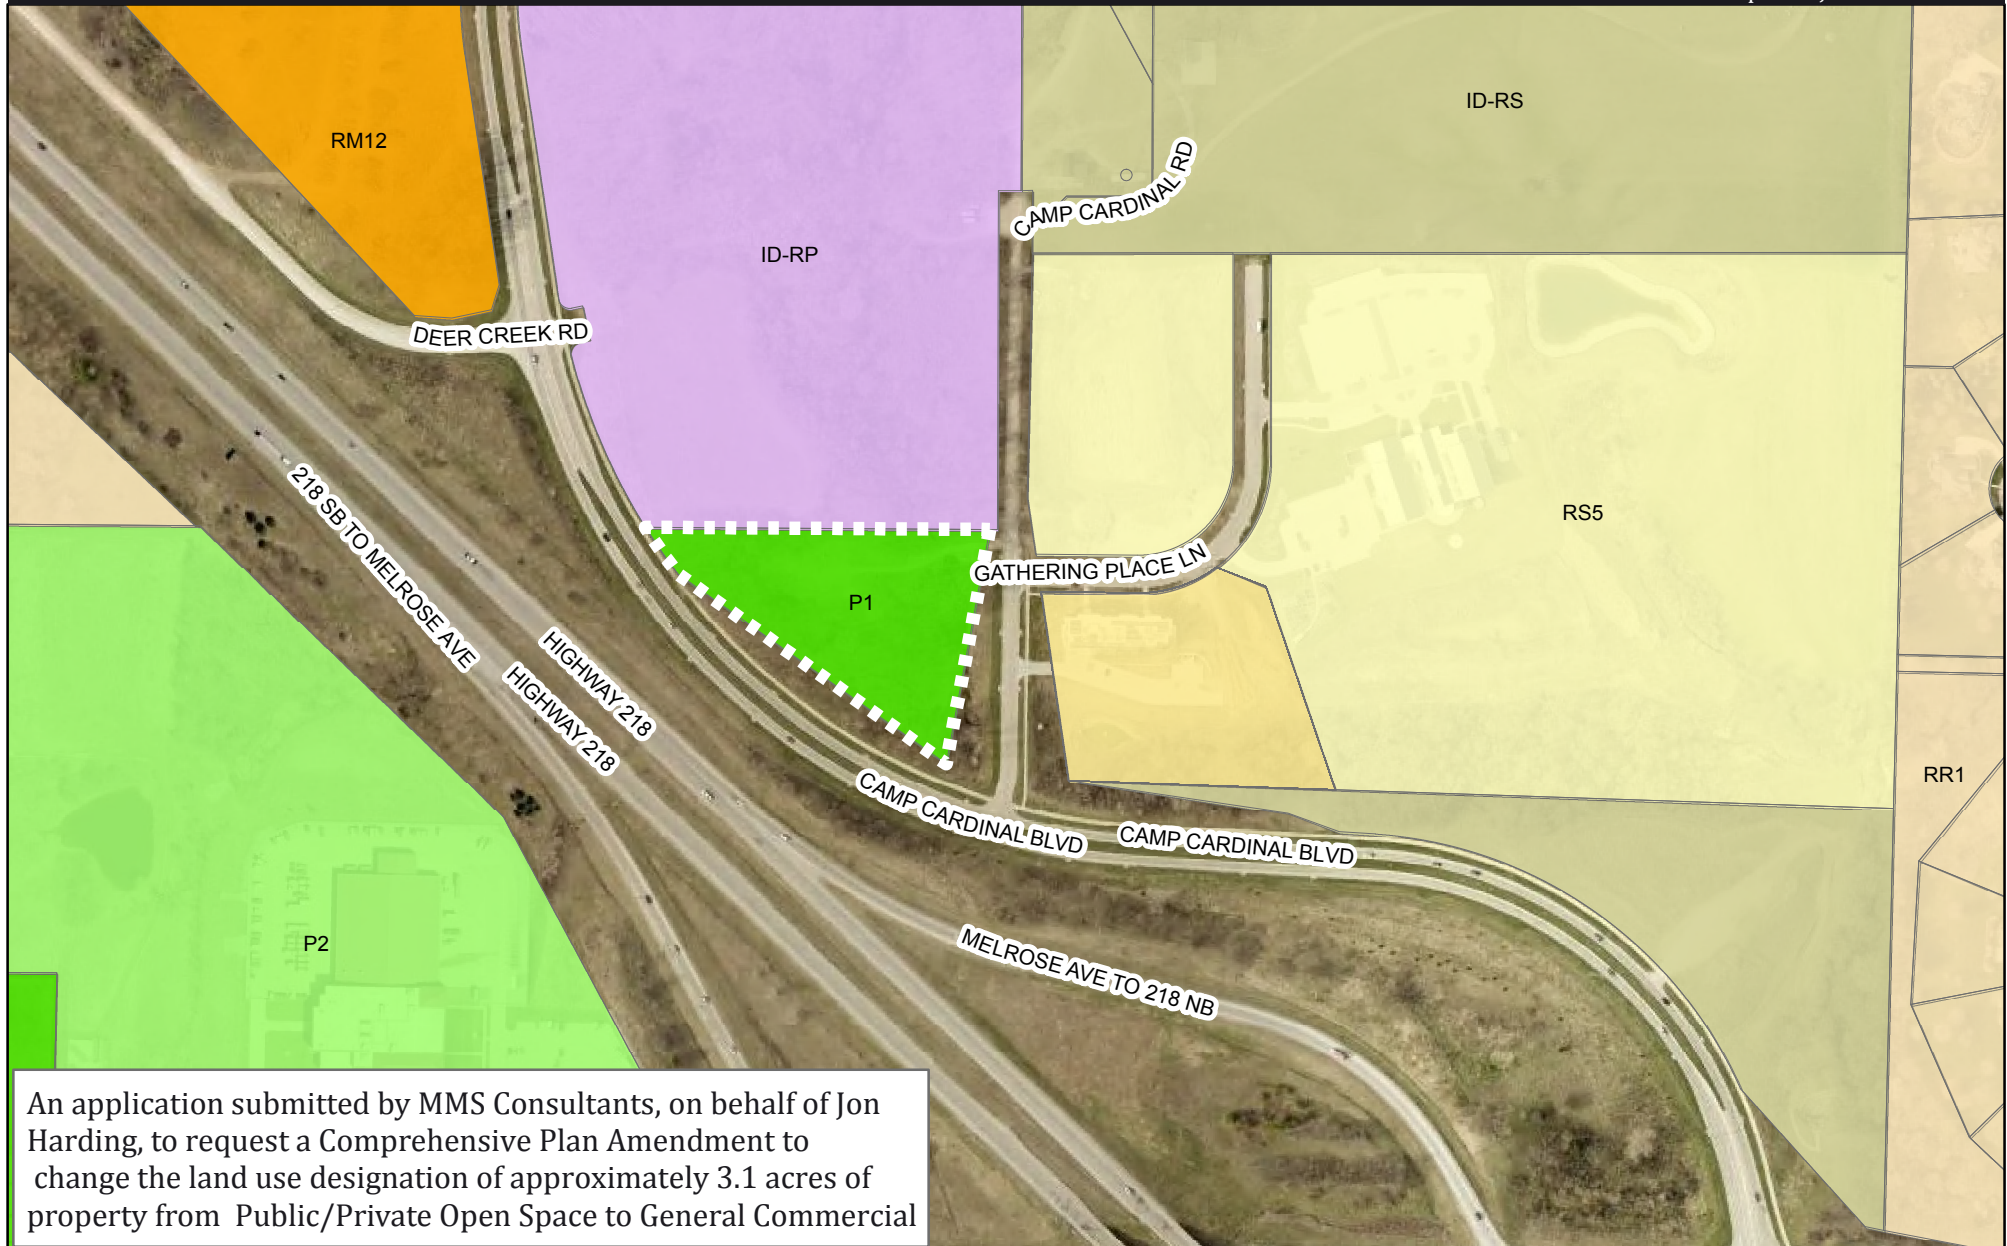 RM12
ID-RS
CAMP CARDINAL RD
ID-RP
DEER CREEK RD
218 SB TO MELROSE AVE
RS5
GATHERING PLACE LN
P1
HIGHWAY 218
HIGHWAY 218
RR1
CAMP CARDINAL BLVD
CAMP CARDINAL BLVD
P2
MELROSE AVE TO 218 NB
An application submitted by MMS Consultants, on behalf of Jon
Harding, to request a Comprehensive Plan Amendment to
change the land use designation of approximately 3.1 acres of
property from Public/Private Open Space to General Commercial